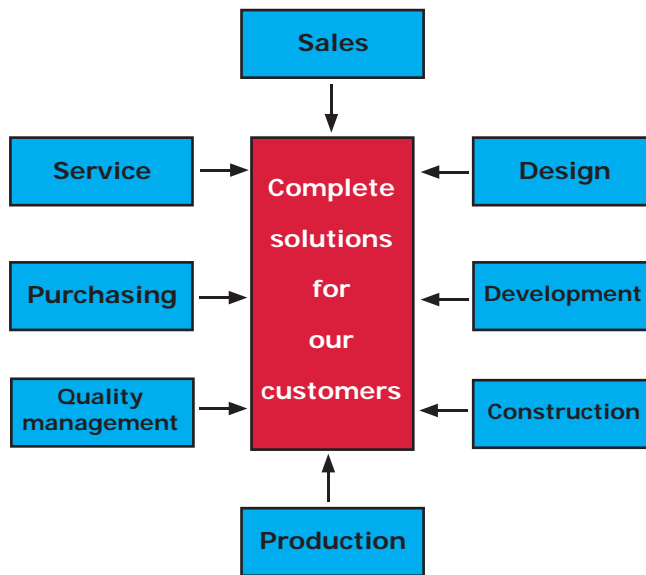 Sales
Service
Complete
solutions
for
our
customers
Design
Purchasing
Development
Quality
management
Construction
Production